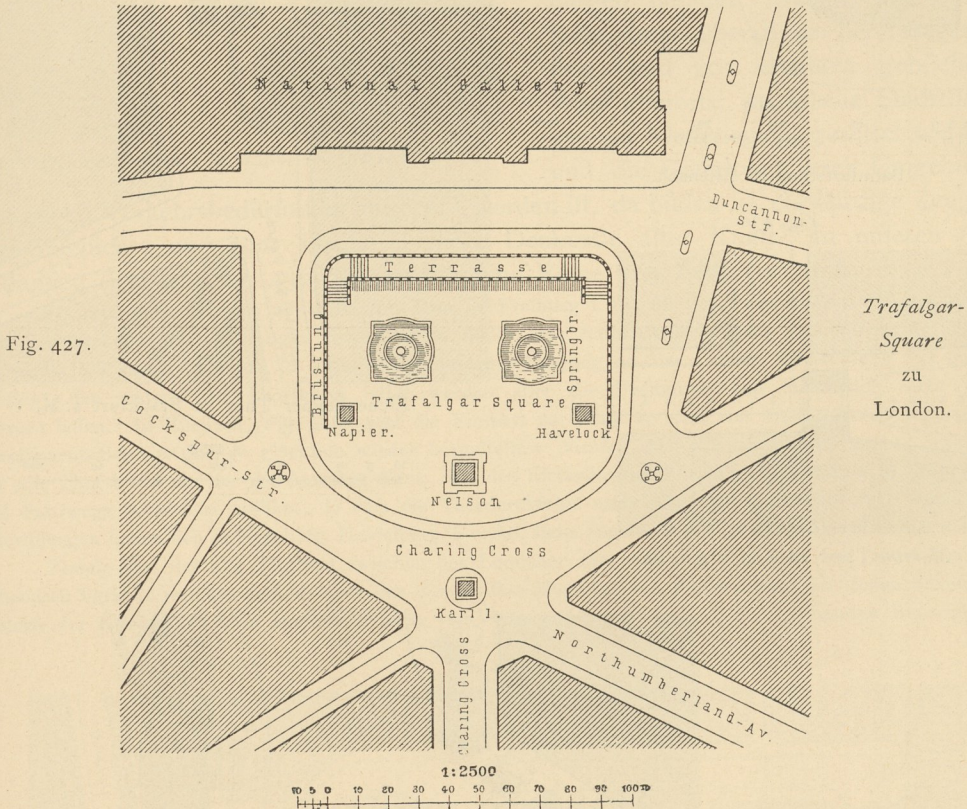 National Gallery
Duncannon-
Str.
Terrasse
Brüstung
Springbr.
Fig. 427.
Trafalgar-
Square
zu
London.
Trafalgar Square
Cockspur-str.
Napier.
Havelock
Nelson
Charing Cross
Karl I.
Claring Cross
Northumberland-Av.
1:2500
10 5 0 10 20 30 40 50 60 70 80 90 100 m